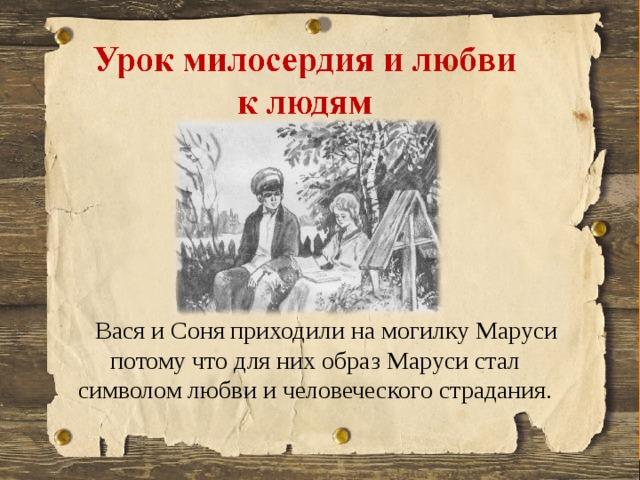 Урок милосердия и любви
к людям
Вася и Соня приходили на могилку Маруси
потому что для них образ Маруси стал
символом любви и человеческого страдания.